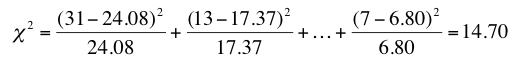 χ² = (31−24.08)²/24.08 + (13−17.37)²/17.37 + … + (7−6.80)²/6.80 = 14.70